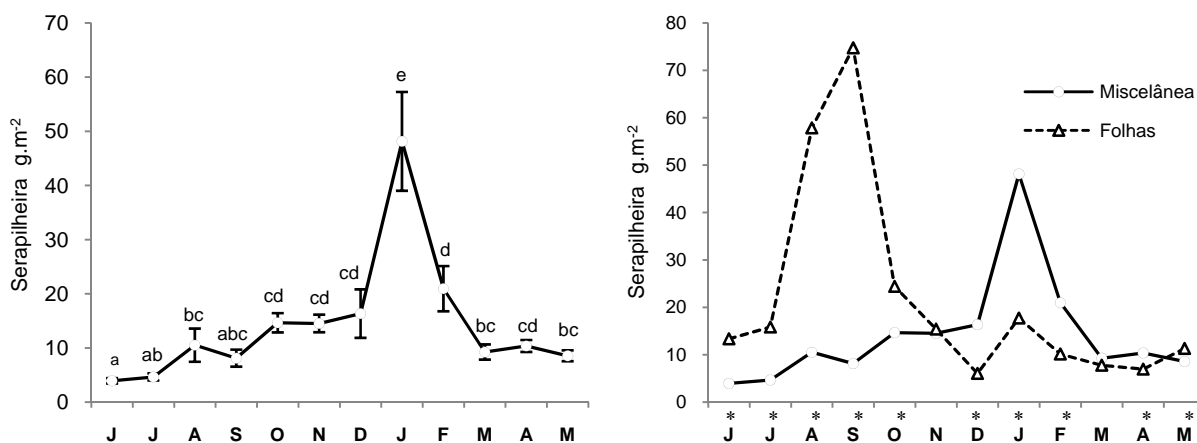 70
60
50
40
30
20
10
0
Serapilheira g.m⁻²
a ab bc abc cd cd cd e d bc cd bc
J J A S O N D J F M A M
80
70
60
50
40
30
20
10
0
Serapilheira g.m⁻²
Miscelânea
Folhas
* * * * * * * * * *
J J A S O N D J F M A M